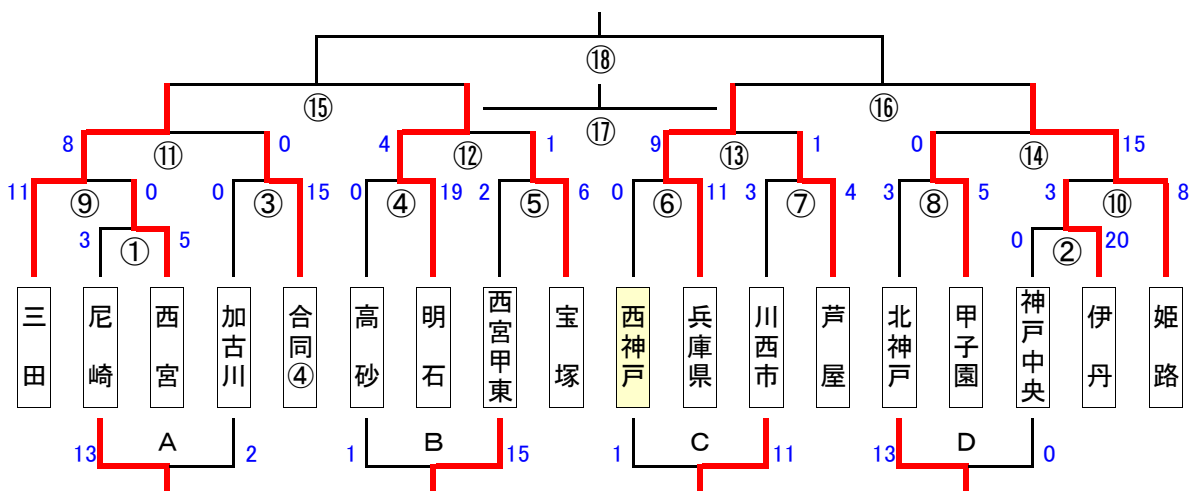 ⑱
⑮ ⑯
⑰
8 0 4 1 9 1 0 15
⑪ ⑫ ⑬ ⑭
11 0 0 15 0 19 2 6 0 11 3 4 3 5 3 8
⑨ ③ ④ ⑤ ⑥ ⑦ ⑧ ⑩
3 5 0 20
① ②
三田
尼崎
西宮
加古川
合同④
高砂
明石
西宮甲東
宝塚
西神戸
兵庫県
川西市
芦屋
北神戸
甲子園
神戸中央
伊丹
姫路
A B C D
13 2 1 15 1 11 13 0